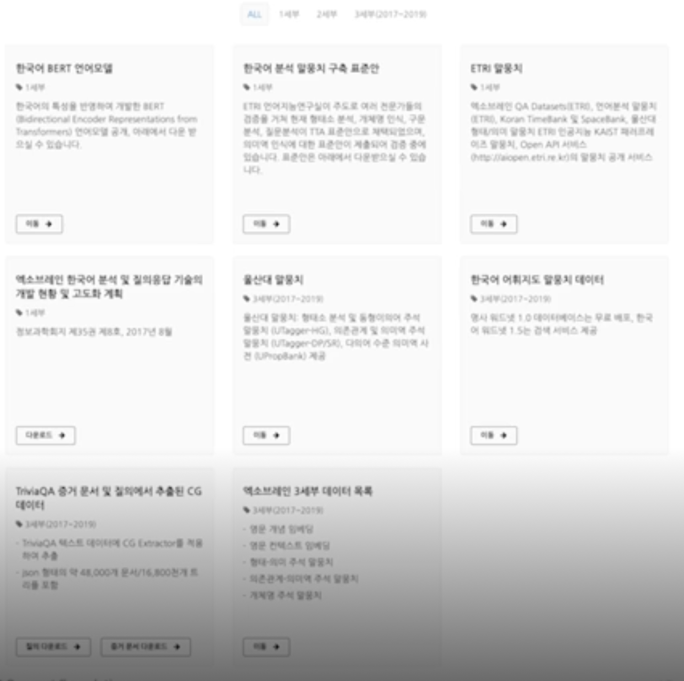 ALL 1세부 2세부 3세부(2017~2019)
한국어 BERT 언어모델
1세부
한국어의 특성을 반영하여 개발한 BERT
(Bidirectional Encoder Representations from
Transformers) 언어모델 공개, 아래에서 다운 받
으실 수 있습니다.
이동 →
한국어 분석 말뭉치 구축 표준안
1세부
ETRI 언어지능연구실이 주도로 여러 전문가들의
검증을 거쳐 현재 형태소 분석, 개체명 인식, 구문
분석, 질문분석이 TTA 표준안으로 채택되었으며,
의미역 인식에 대한 표준안이 제출되어 검증 중에
있습니다. 표준안은 아래에서 다운받으실 수 있습
니다.
이동 →
ETRI 말뭉치
1세부
엑소브레인 QA Datasets(ETRI), 언어분석 말뭉치
(ETRI), Koran TimeBank 및 SpaceBank, 울산대
형태/의미 말뭉치 ETRI 인공지능 KAIST 패러프레
이즈 말뭉치, Open API 서비스
(http://aiopen.etri.re.kr)의 말뭉치 공개 서비스
이동 →
엑소브레인 한국어 분석 및 질의응답 기술의
개발 현황 및 고도화 계획
1세부
정보과학회지 제35권 제8호, 2017년 8월
다운로드 →
울산대 말뭉치
3세부(2017~2019)
울산대 말뭉치: 형태소 분석 및 동형이의어 주석
말뭉치 (UTagger-HG), 의존관계 및 의미역 주석
말뭉치 (UTagger-DP/SR), 다의어 수준 의미역 사
전 (UPropBank) 제공
이동 →
한국어 어휘지도 말뭉치 데이터
3세부(2017~2019)
명사 워드넷 1.0 데이터베이스는 무료 배포, 한국
어 워드넷 1.5는 검색 서비스 제공
이동 →
TriviaQA 증거 문서 및 질의에서 추출된 CG
데이터
3세부(2017~2019)
- TriviaQA 텍스트 데이터에 CG Extractor를 적용
하여 추출
- json 형태의 약 48,000개 문서/16,800천개 트
리플 포함
질의 다운로드 → 증거 문서 다운로드 →
엑소브레인 3세부 데이터 목록
3세부(2017~2019)
- 영문 개념 임베딩
- 영문 컨텍스트 임베딩
- 형태-의미 주석 말뭉치
- 의존관계-의미역 주석 말뭉치
- 개체명 주석 말뭉치
이동 →